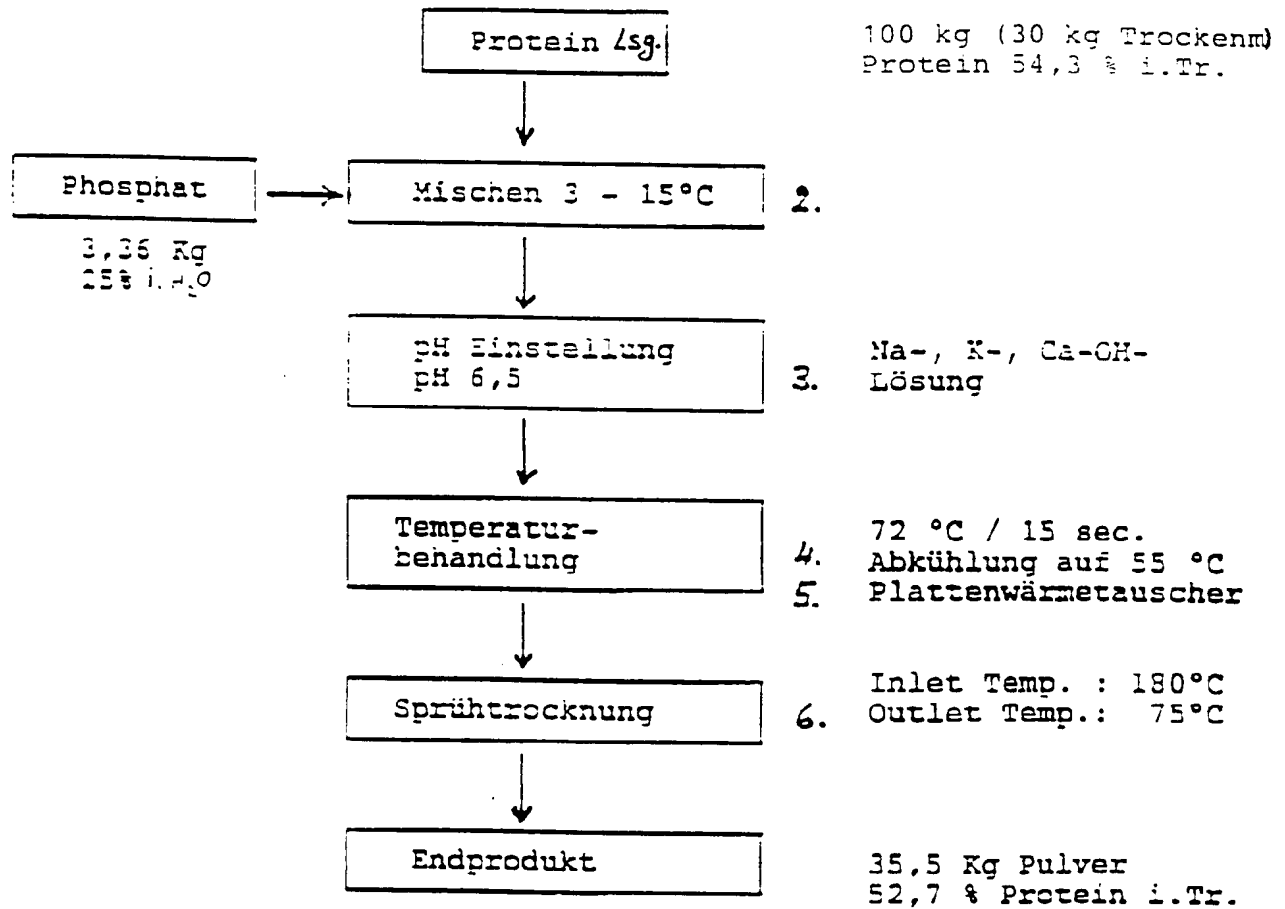 Protein Lsg.
100 kg (30 kg Trockenm)
Protein 54,3 % i.Tr.
Phosphat
Mischen 3 - 15°C
2.
3,36 Kg
25% i.H₂O
pH Einstellung
pH 6,5
3.
Na-, K-, Ca-OH-
Lösung
Temperatur-
behandlung
4.
5.
72 °C / 15 sec.
Abkühlung auf 55 °C
Plattenwärmetauscher
Sprühtrocknung
6.
Inlet Temp. : 180°C
Outlet Temp.: 75°C
Endprodukt
35,5 Kg Pulver
52,7 % Protein i.Tr.